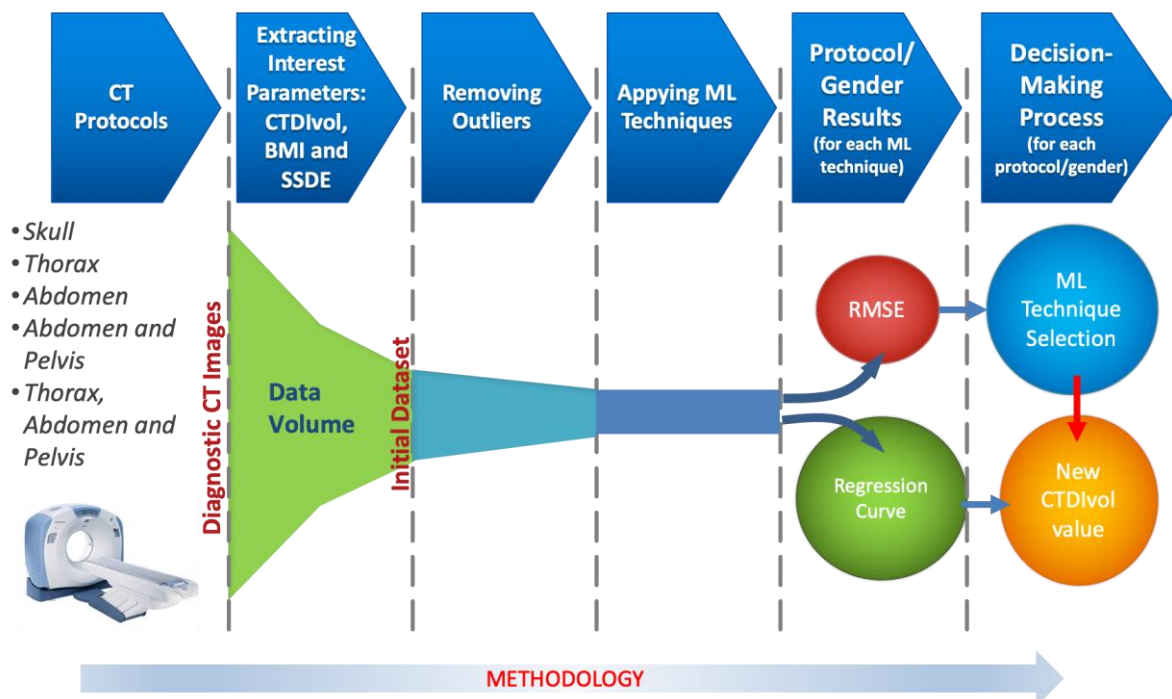 CT
Protocols
Extracting
Interest
Parameters:
CTDIvol,
BMI and
SSDE
Removing
Outliers
Appying ML
Techniques
Protocol/
Gender
Results
(for each ML
technique)
Decision-
Making
Process
(for each
protocol/gender)
• Skull
• Thorax
• Abdomen
• Abdomen and
Pelvis
• Thorax,
Abdomen and
Pelvis
Diagnostic CT Images
Data
Volume
Initial Dataset
RMSE
ML
Technique
Selection
Regression
Curve
New
CTDIvol
value
METHODOLOGY